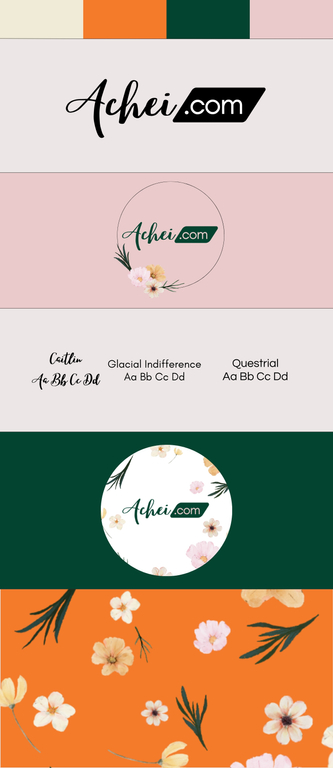 Achei.com
Achei.com
Caitlin
Aa Bb Cc Dd
Glacial Indifference
Aa Bb Cc Dd
Questrial
Aa Bb Cc Dd
Achei.com